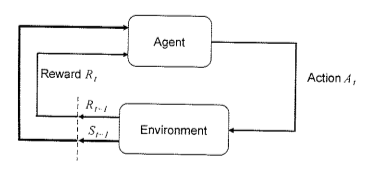 Agent
Reward R_t
Action A_t
R_{t-1}
Environment
S_{t-1}